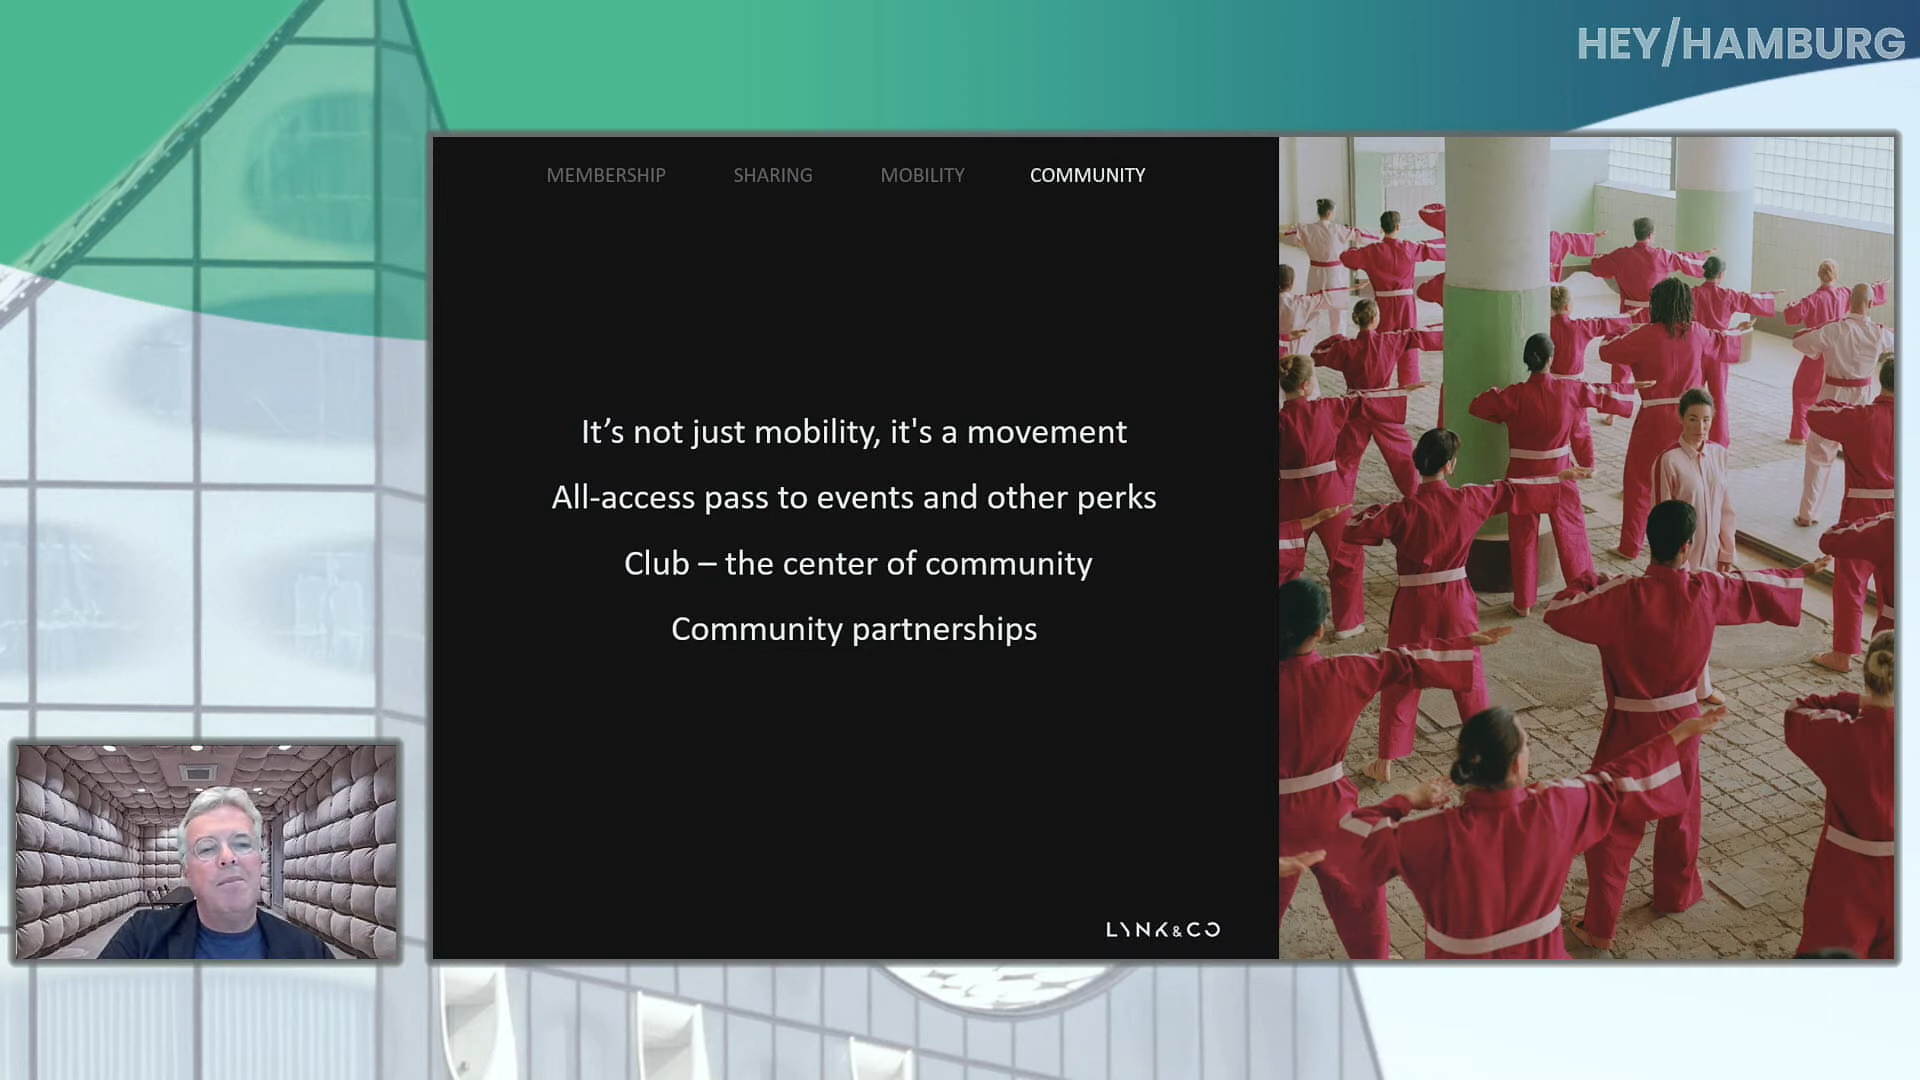 HEY/HAMBURG
MEMBERSHIP SHARING MOBILITY COMMUNITY
It’s not just mobility, it's a movement
All-access pass to events and other perks
Club – the center of community
Community partnerships
LYNK&CO